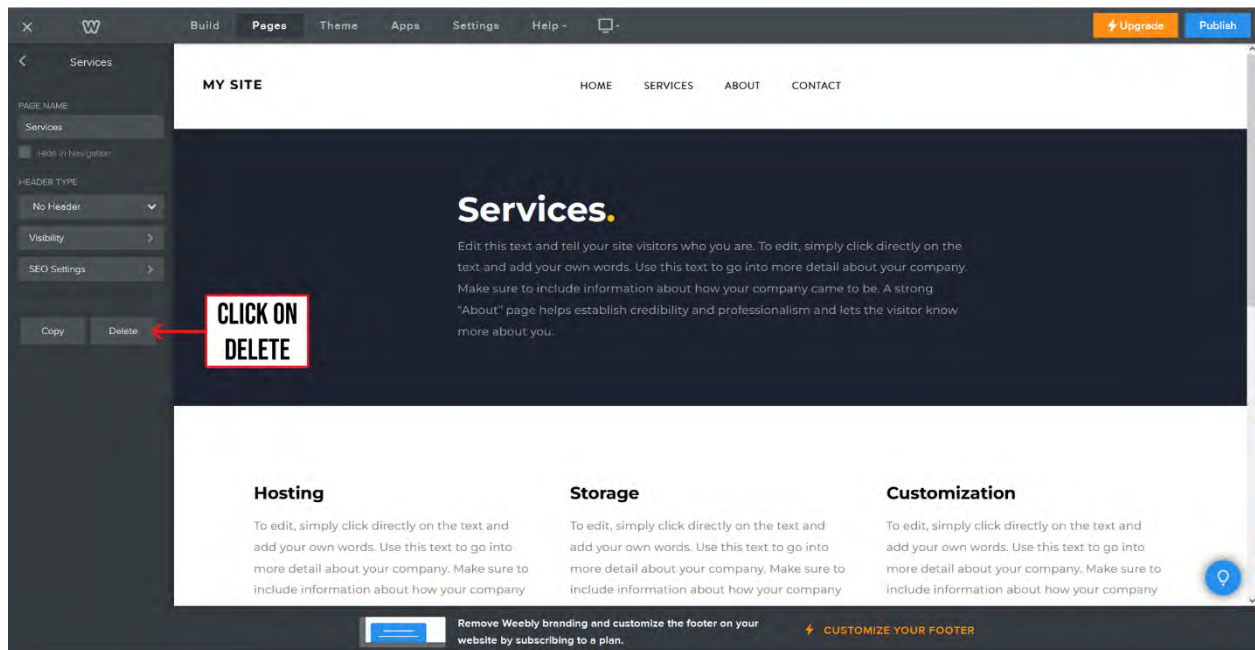 Build Pages Theme Apps Settings Help
Upgrade Publish
Services
PAGE NAME
Services
Hide in Navigation
HEADER TYPE
No Header
Visibility
SEO Settings
Copy Delete
CLICK ON
DELETE
MY SITE
HOME SERVICES ABOUT CONTACT
Services.
Edit this text and tell your site visitors who you are. To edit, simply click directly on the
text and add your own words. Use this text to go into more detail about your company.
Make sure to include information about how your company came to be. A strong
"About" page helps establish credibility and professionalism and lets the visitor know
more about you.
Hosting
To edit, simply click directly on the text and
add your own words. Use this text to go into
more detail about your company. Make sure to
include information about how your company
Storage
To edit, simply click directly on the text and
add your own words. Use this text to go into
more detail about your company. Make sure to
include information about how your company
Customization
To edit, simply click directly on the text and
add your own words. Use this text to go into
more detail about your company. Make sure to
include information about how your company
Remove Weebly branding and customize the footer on your
website by subscribing to a plan.
CUSTOMIZE YOUR FOOTER